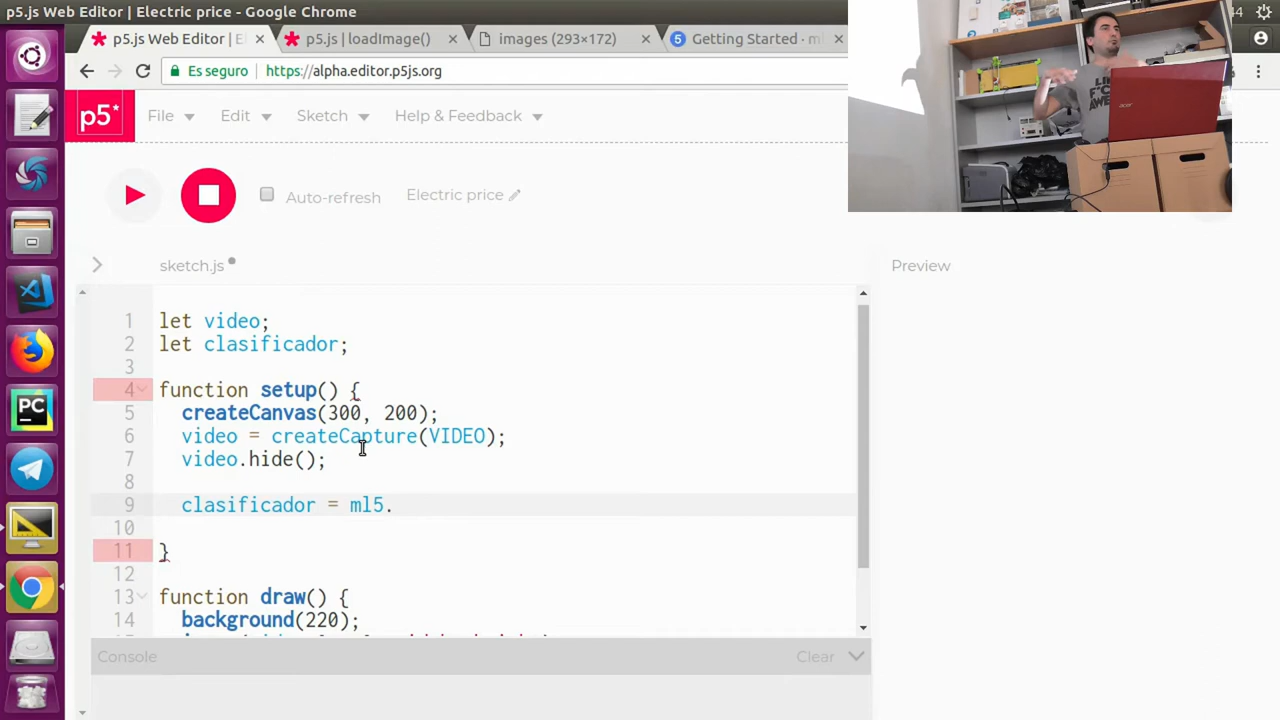 p5.js Web Editor | Electric price - Google Chrome
p5.js Web Editor | E
p5.js | loadImage()
images (293×172)
Getting Started - ml
Es seguro
https://alpha.editor.p5js.org
p5*
File
Edit
Sketch
Help & Feedback
Auto-refresh
Electric price
sketch.js
Preview
1 let video;
2 let clasificador;
3
4 function setup() {
5 createCanvas(300, 200);
6 video = createCapture(VIDEO);
7 video.hide();
8
9 clasificador = ml5.
10
11 }
12
13 function draw() {
14 background(220);
Console
Clear
acer
PC